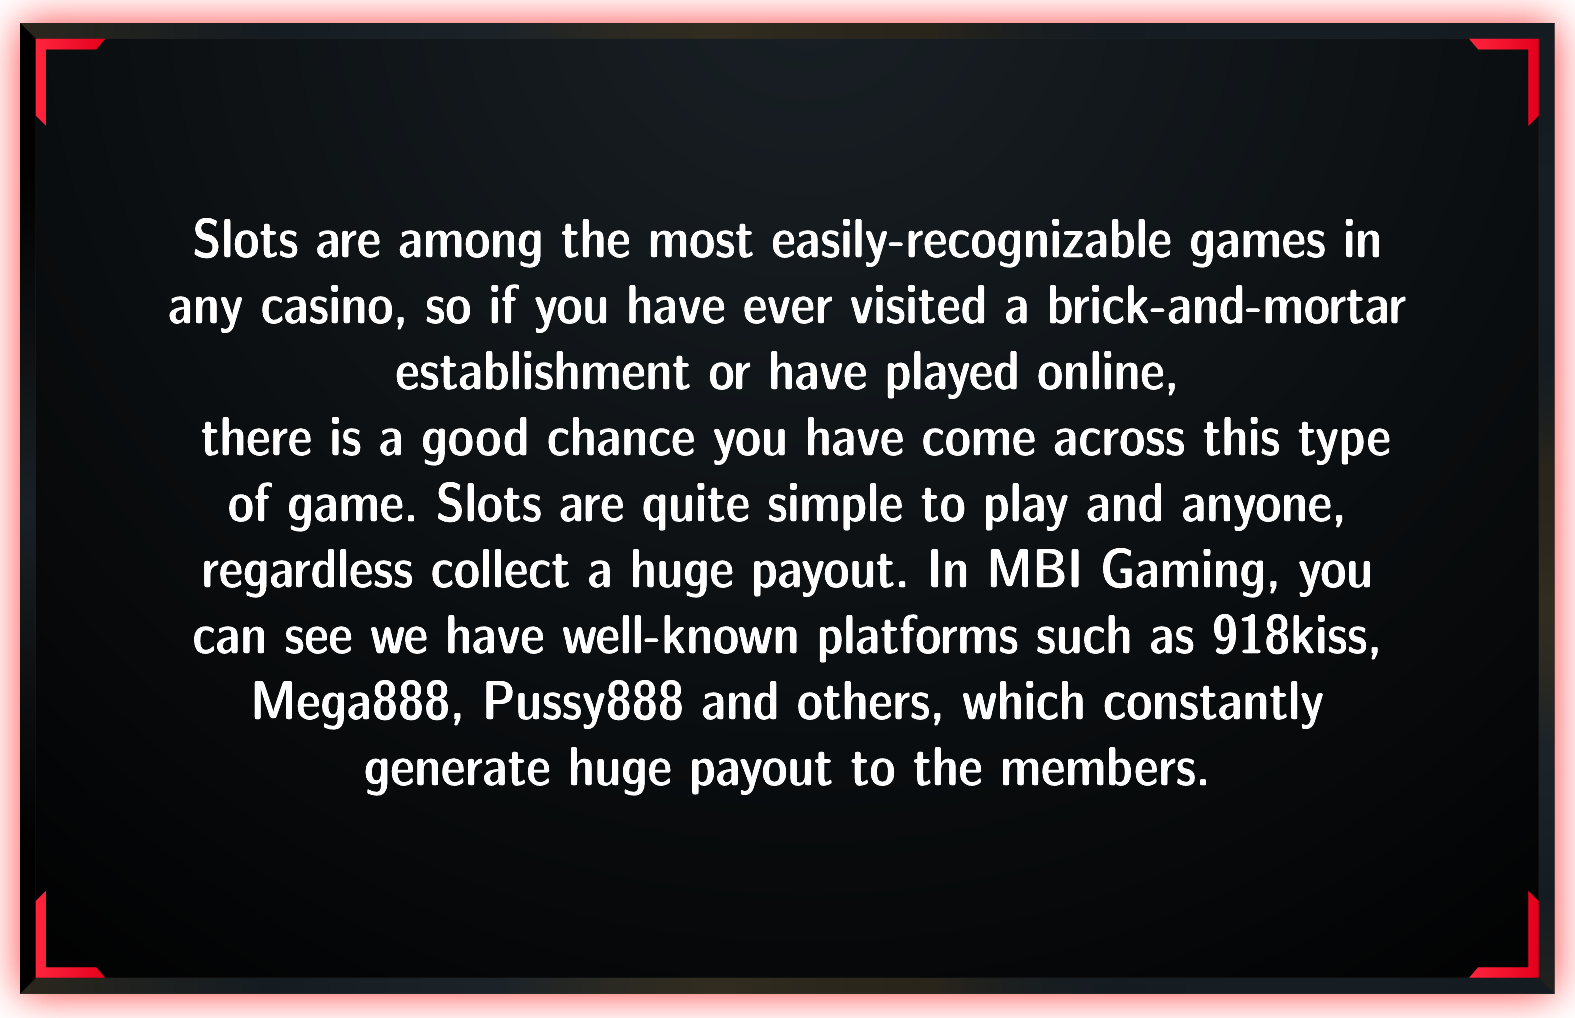 Slots are among the most easily-recognizable games in
any casino, so if you have ever visited a brick-and-mortar
establishment or have played online,
there is a good chance you have come across this type
of game. Slots are quite simple to play and anyone,
regardless collect a huge payout. In MBI Gaming, you
can see we have well-known platforms such as 918kiss,
Mega888, Pussy888 and others, which constantly
generate huge payout to the members.